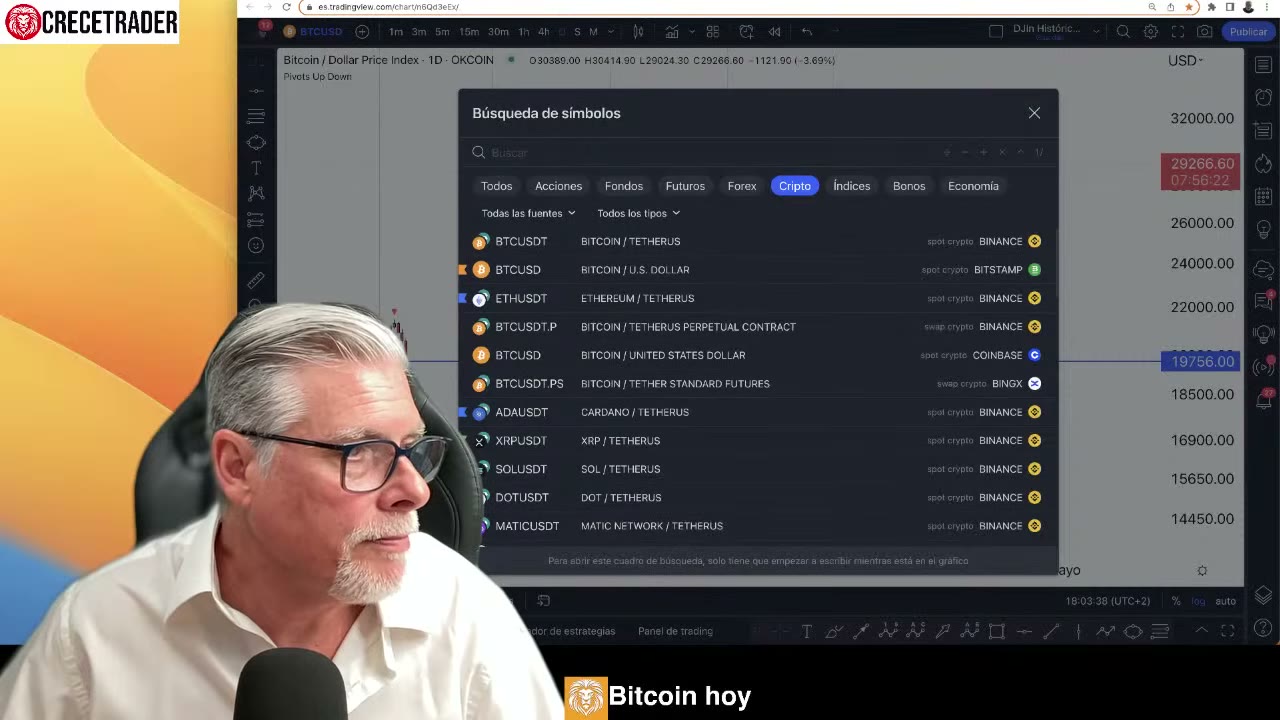 CRECETRADER
es.tradingview.com/chart/n6Qd3eEx/
BTCUSD
1m 3m 5m 15m 30m 1h 4h D S M
DJin Históric...
Publicar
Bitcoin / Dollar Price Index · 1D · OKCOIN
O30389.00 H30414.90 L29024.30 C29266.60 −1121.90 (−3.69%)
USD
Pivots Up Down
Búsqueda de símbolos
Buscar
Todos Acciones Fondos Futuros Forex Cripto Índices Bonos Economía
Todas las fuentes Todos los tipos
BTCUSDT BITCOIN / TETHERUS spot crypto BINANCE
BTCUSD BITCOIN / U.S. DOLLAR spot crypto BITSTAMP
ETHUSDT ETHEREUM / TETHERUS spot crypto BINANCE
BTCUSDT.P BITCOIN / TETHERUS PERPETUAL CONTRACT swap crypto BINANCE
BTCUSD BITCOIN / UNITED STATES DOLLAR spot crypto COINBASE
BTCUSDT.PS BITCOIN / TETHER STANDARD FUTURES swap crypto BINGX
ADAUSDT CARDANO / TETHERUS spot crypto BINANCE
XRPUSDT XRP / TETHERUS spot crypto BINANCE
SOLUSDT SOL / TETHERUS spot crypto BINANCE
DOTUSDT DOT / TETHERUS spot crypto BINANCE
MATICUSDT MATIC NETWORK / TETHERUS spot crypto BINANCE
Para abrir este cuadro de búsqueda, solo tiene que empezar a escribir mientras está en el gráfico
32000.00
29266.60
07:56:22
26000.00
24000.00
22000.00
19756.00
18500.00
16900.00
15650.00
14450.00
ayo
18:03:38 (UTC+2) % log auto
dor de estrategias Panel de trading
Bitcoin hoy